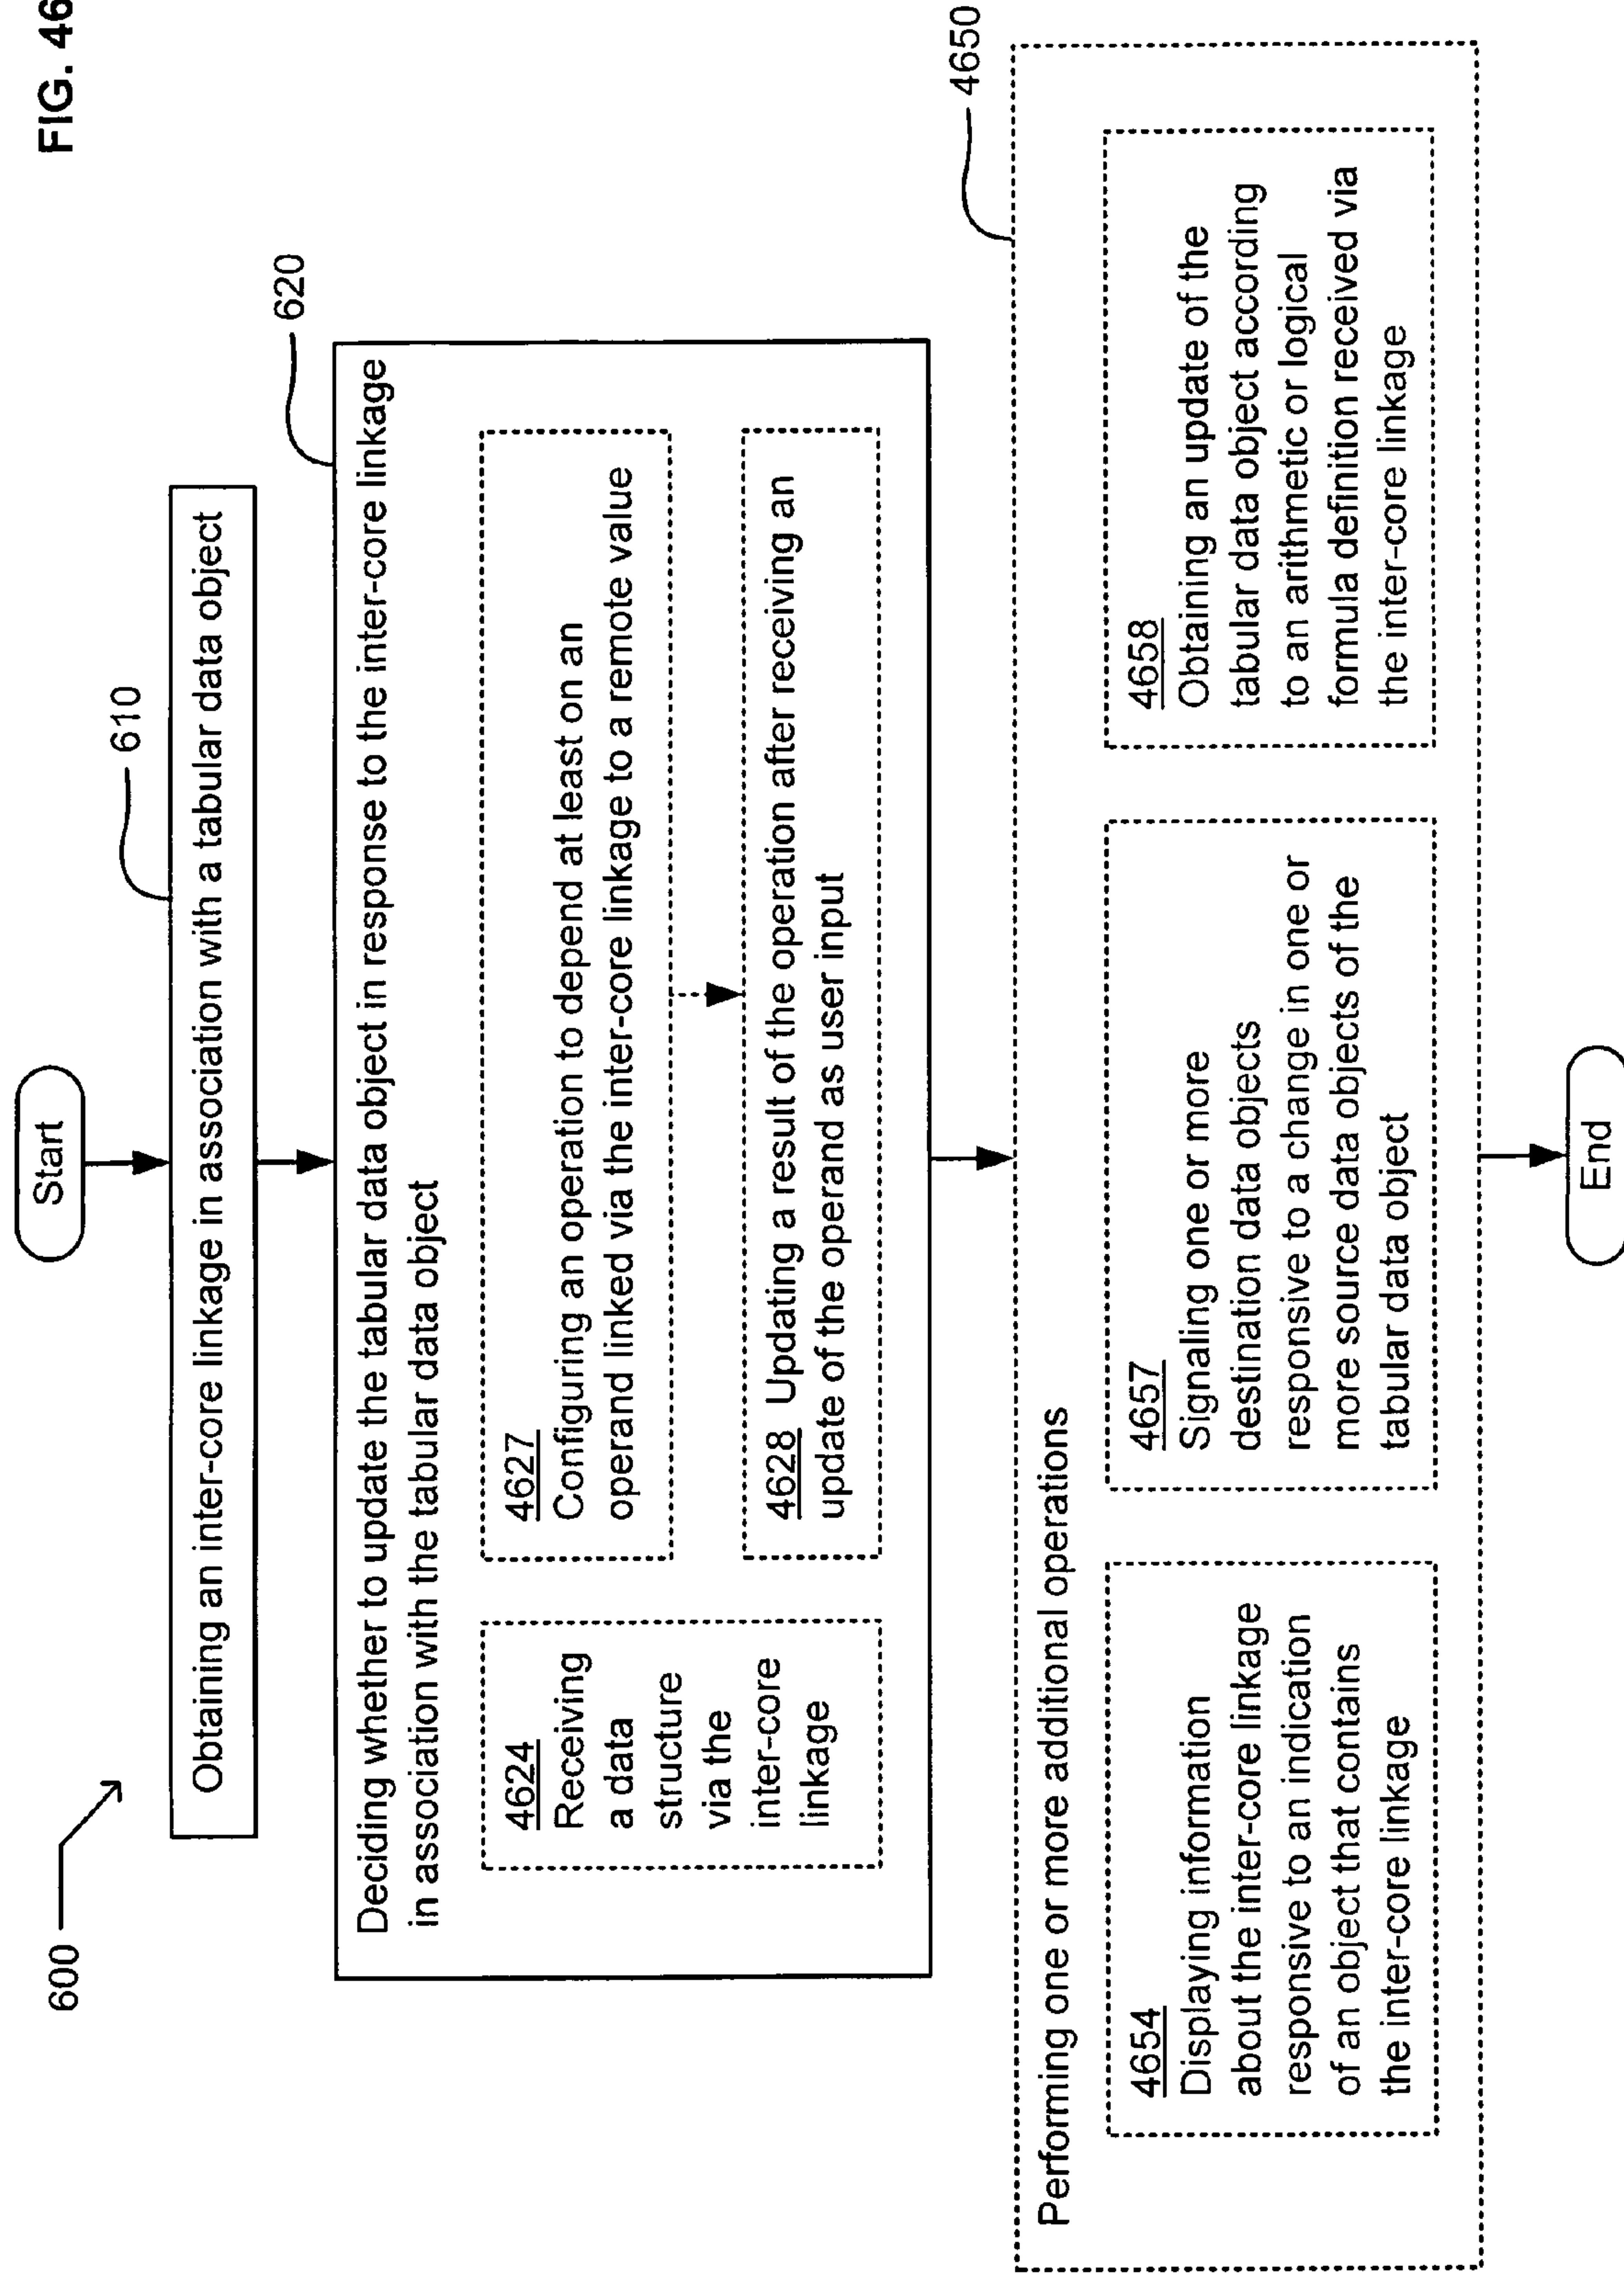 FIG. 46
600
Start
610
Obtaining an inter-core linkage in association with a tabular data object
620
Deciding whether to update the tabular data object in response to the inter-core linkage
in association with the tabular data object
4624
Receiving
a data
structure
via the
inter-core
linkage
4627
Configuring an operation to depend at least on an
operand linked via the inter-core linkage to a remote value
4628 Updating a result of the operation after receiving an
update of the operand as user input
4650
Performing one or more additional operations
4654
Displaying information
about the inter-core linkage
responsive to an indication
of an object that contains
the inter-core linkage
4657
Signaling one or more
destination data objects
responsive to a change in one or
more source data objects of the
tabular data object
4658
Obtaining an update of the
tabular data object according
to an arithmetic or logical
formula definition received via
the inter-core linkage
End